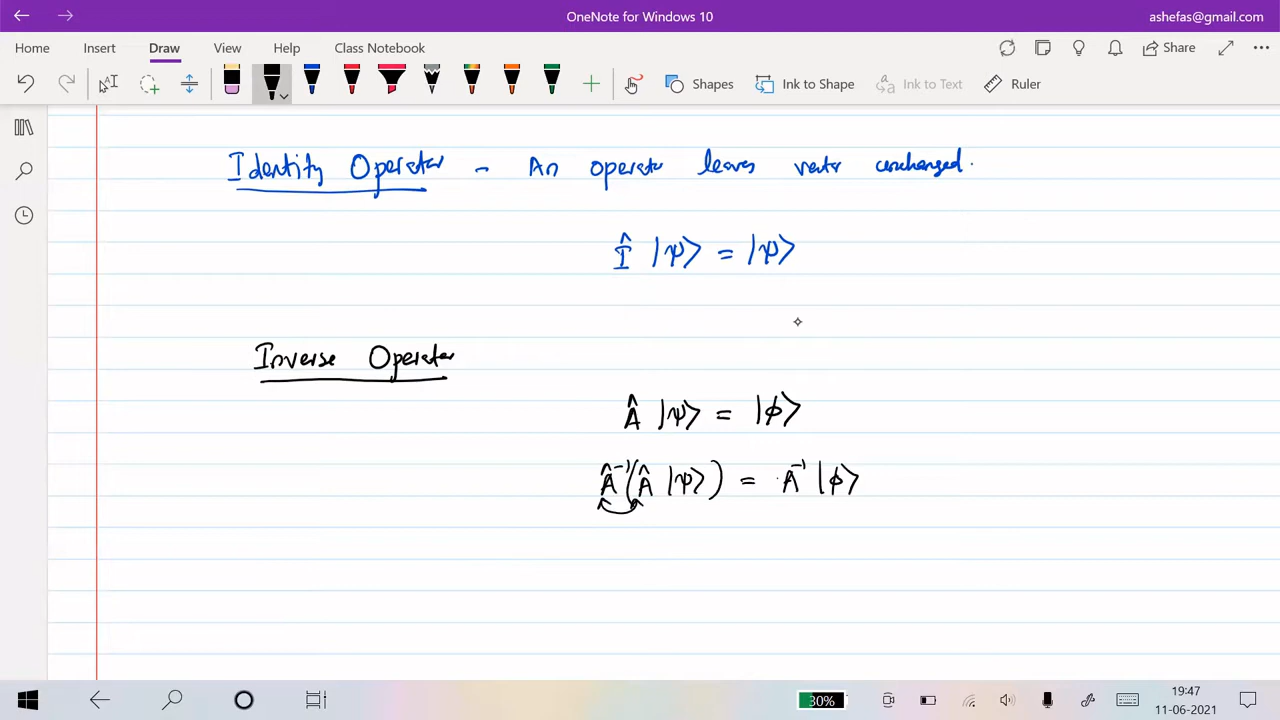 OneNote for Windows 10
ashefas@gmail.com
Home Insert Draw View Help Class Notebook Share
Shapes Ink to Shape Ink to Text Ruler
Identity Operator - An operator leaves vector unchanged.
Î |ψ⟩ = |ψ⟩
Inverse Operator
Â |ψ⟩ = |ϕ⟩
Â⁻¹(Â |ψ⟩) = A⁻¹ |ϕ⟩
30%
19:47
11-06-2021